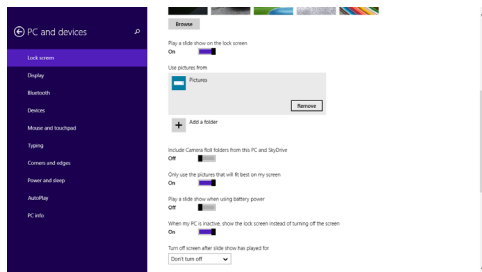 PC and devices
Lock screen
Display
Bluetooth
Devices
Mouse and touchpad
Typing
Corners and edges
Power and sleep
AutoPlay
PC info
Browse
Play a slide show on the lock screen
On
Use pictures from
Pictures
Remove
Add a folder
Include Camera Roll folders from this PC and SkyDrive
Off
Only use the pictures that will fit best on my screen
On
Play a slide show when using battery power
Off
When my PC is inactive, show the lock screen instead of turning off the screen
On
Turn off screen after slide show has played for
Don't turn off